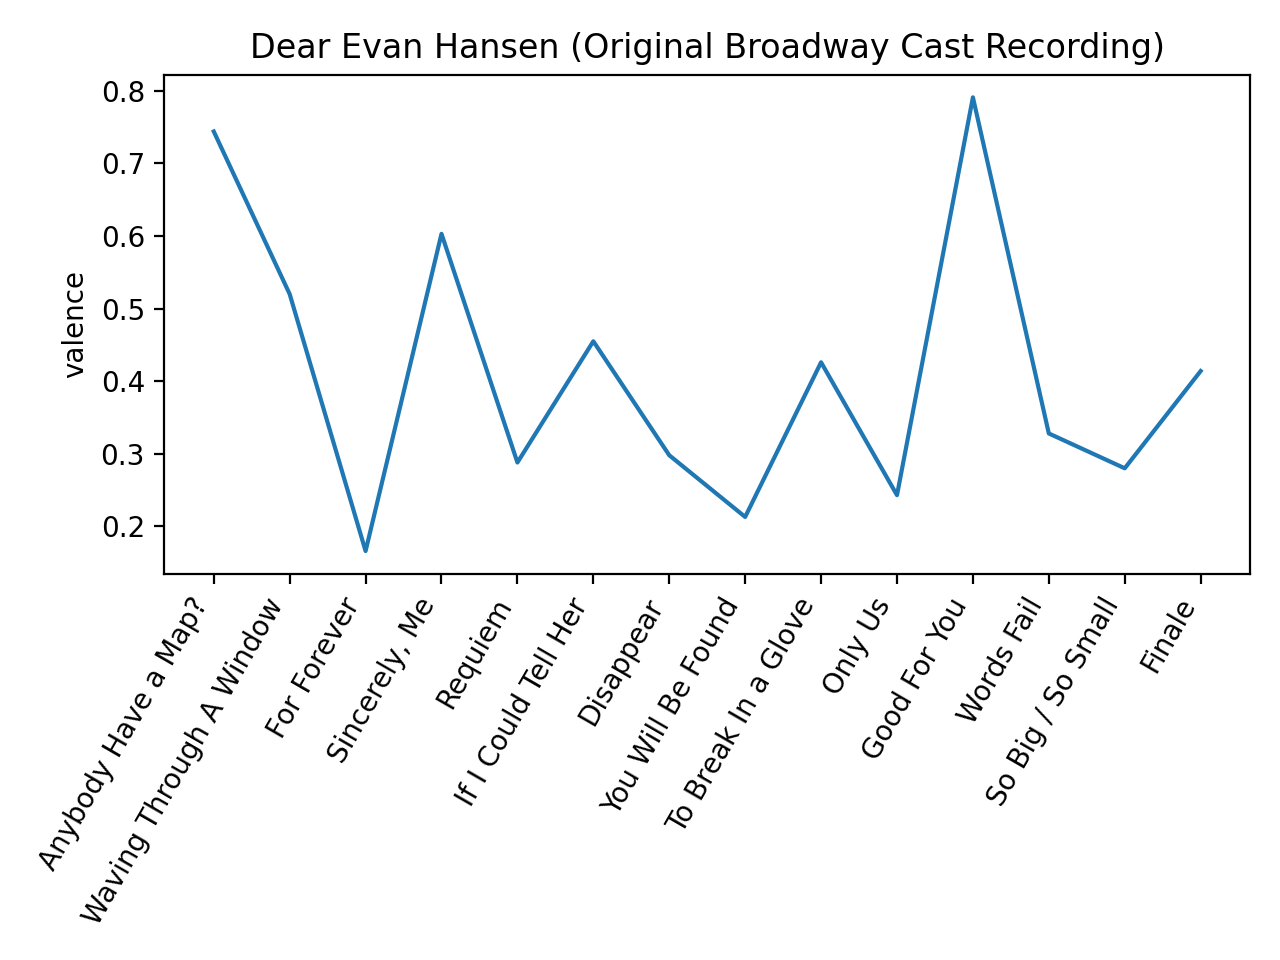 Dear Evan Hansen (Original Broadway Cast Recording)
valence
0.8
0.7
0.6
0.5
0.4
0.3
0.2
Anybody Have a Map?
Waving Through A Window
For Forever
Sincerely, Me
Requiem
If I Could Tell Her
Disappear
You Will Be Found
To Break In a Glove
Only Us
Good For You
Words Fail
So Big / So Small
Finale